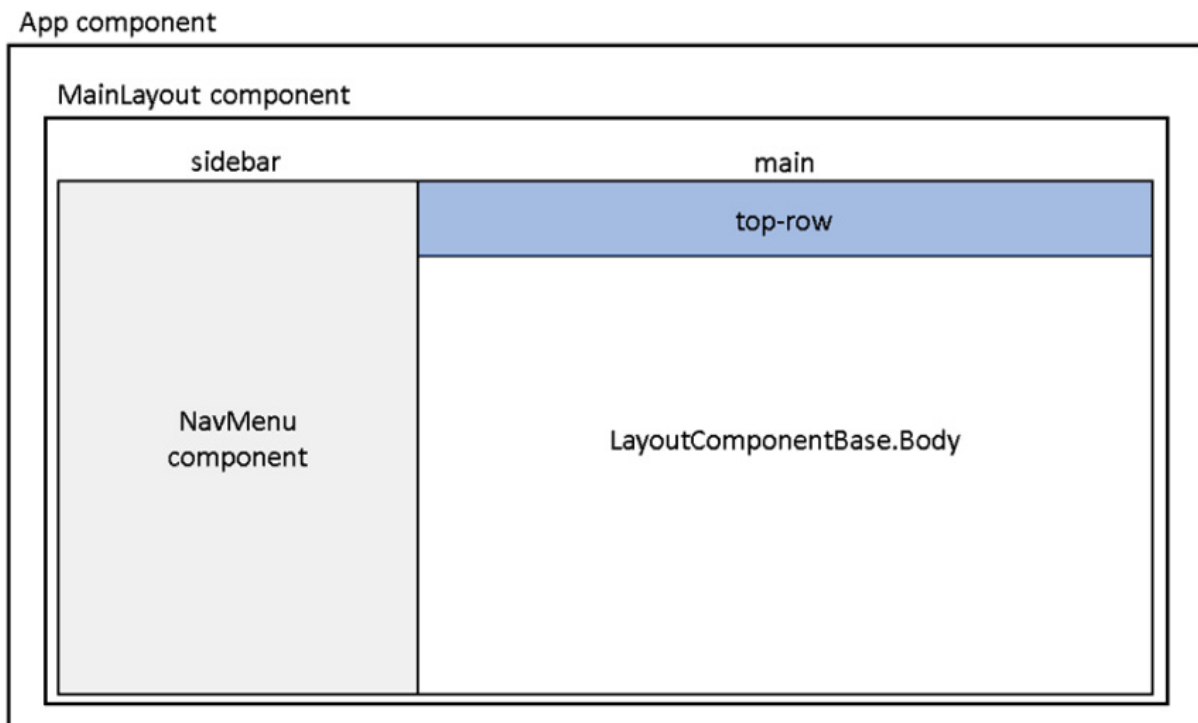 App component
MainLayout component
sidebar
main
top-row
NavMenu
component
LayoutComponentBase.Body